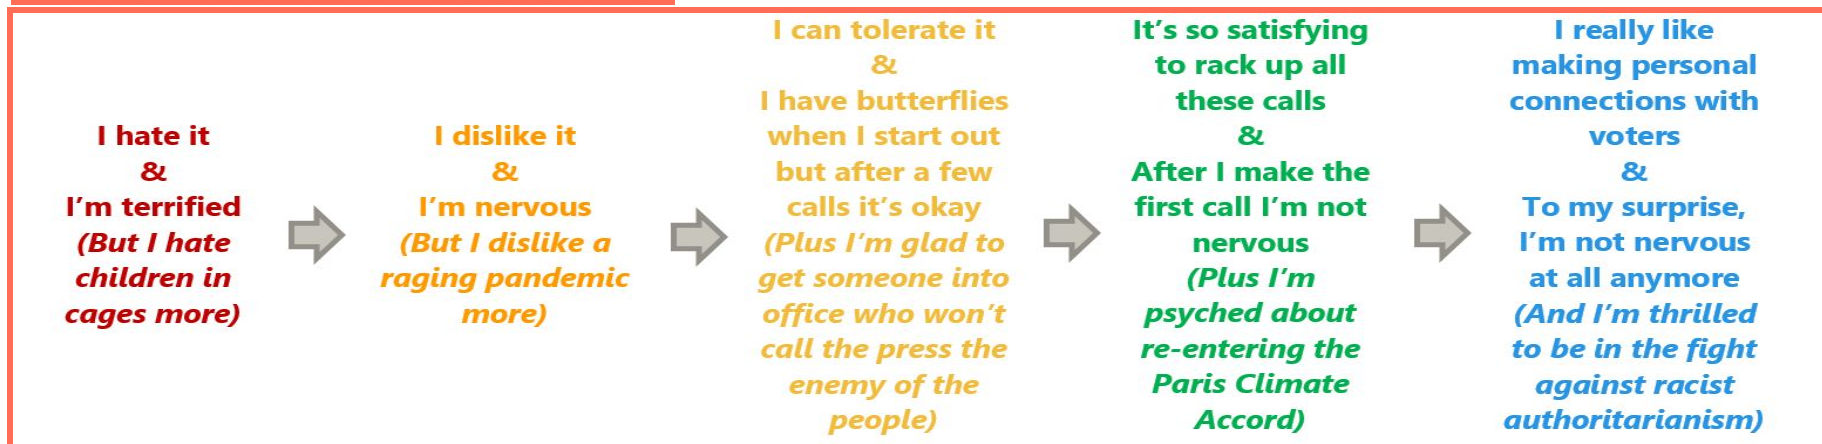 I hate it
&
I'm terrified
(But I hate
children in
cages more)
I dislike it
&
I'm nervous
(But I dislike a
raging pandemic
more)
I can tolerate it
&
I have butterflies
when I start out
but after a few
calls it's okay
(Plus I'm glad to
get someone into
office who won't
call the press the
enemy of the
people)
It's so satisfying
to rack up all
these calls
&
After I make the
first call I'm not
nervous
(Plus I'm
psyched about
re-entering the
Paris Climate
Accord)
I really like
making personal
connections with
voters
&
To my surprise,
I'm not nervous
at all anymore
(And I'm thrilled
to be in the fight
against racist
authoritarianism)